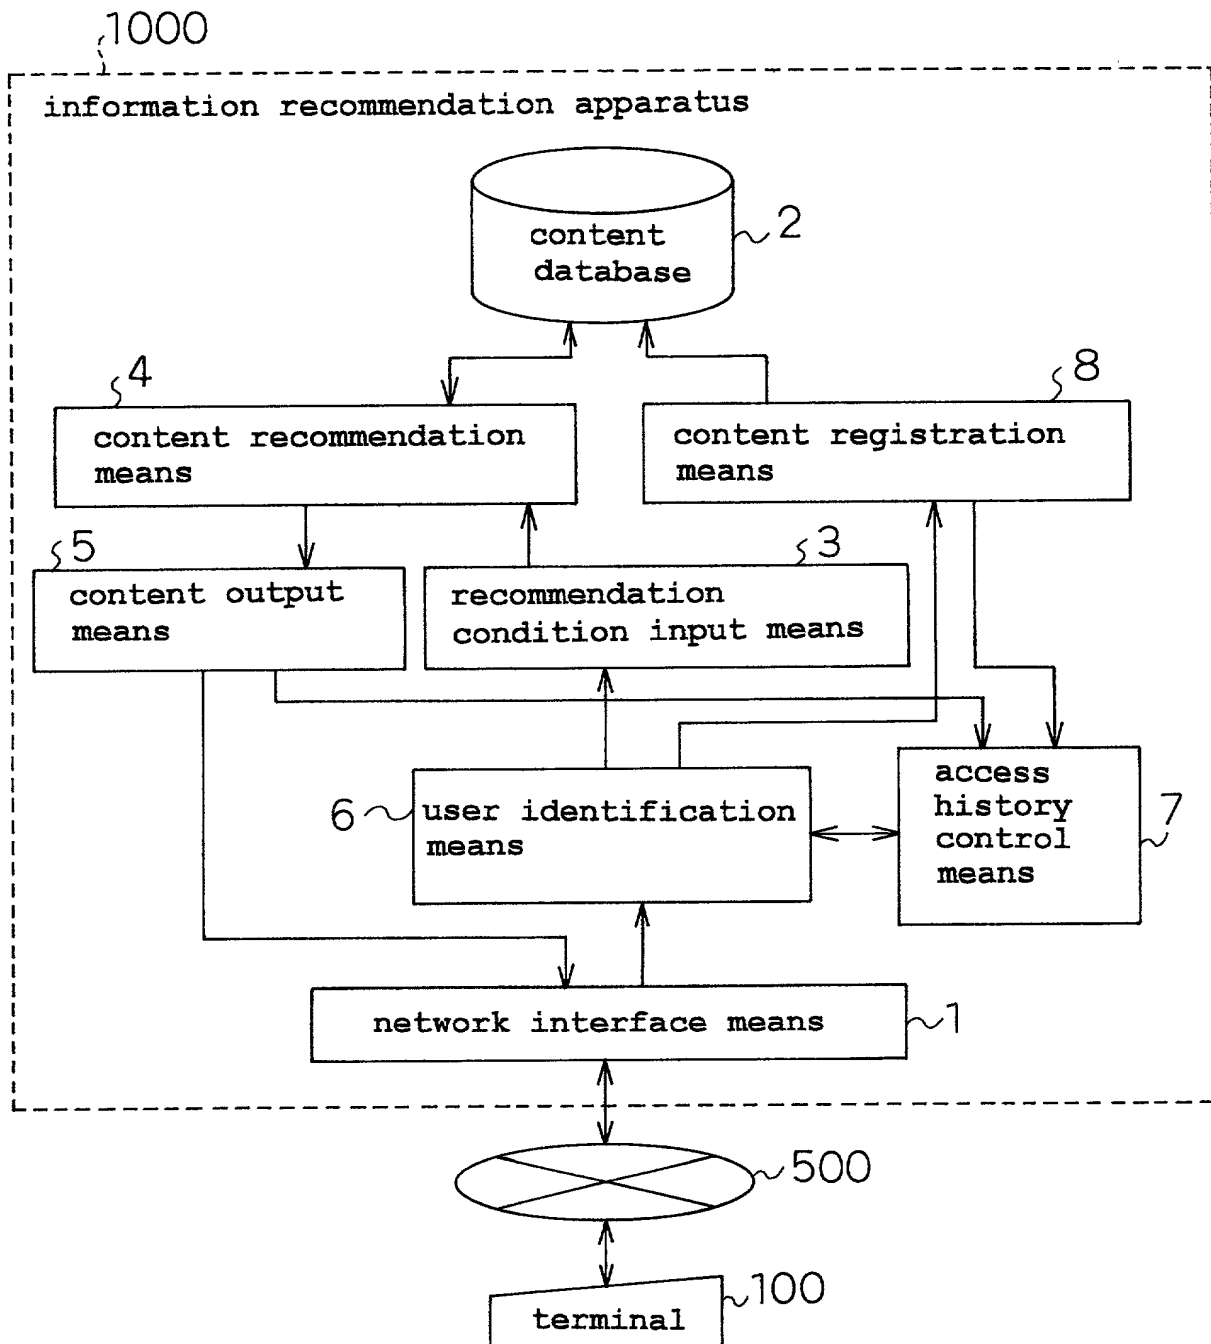 1000
information recommendation apparatus
content
database
2
4
content recommendation
means
8
content registration
means
5
content output
means
3
recommendation
condition input means
6
user identification
means
access
history
control
means
7
network interface means
1
500
100
terminal